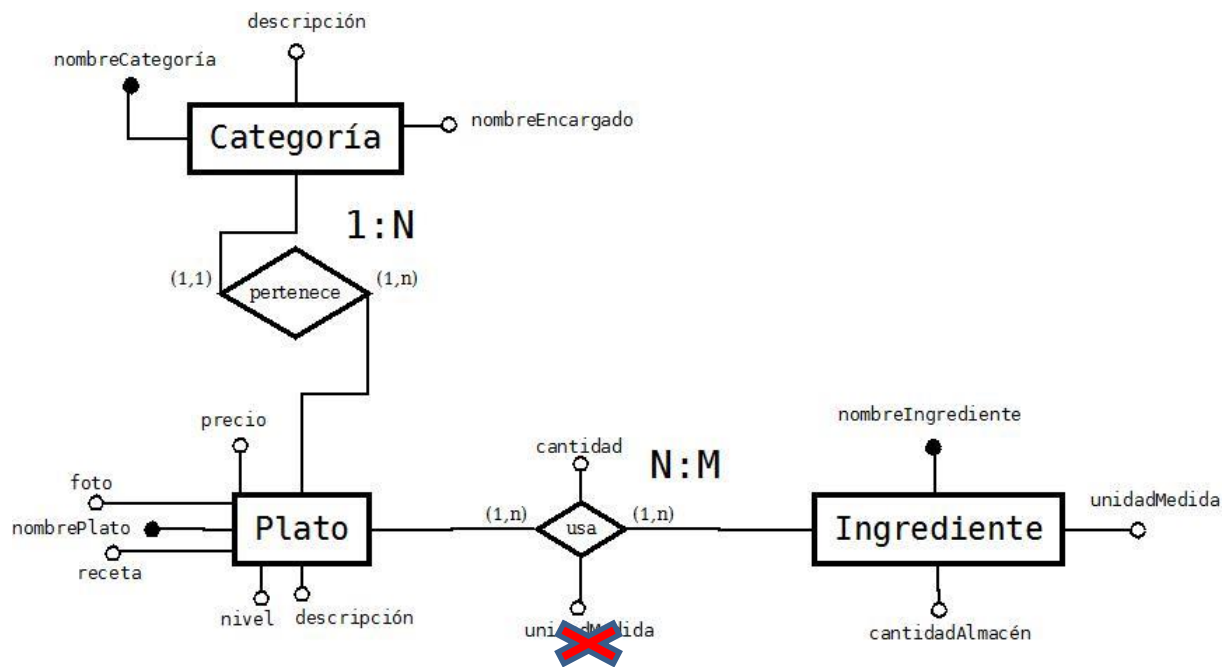 descripción
nombreCategoría
nombreEncargado
Categoría
1:N
(1,1)
(1,n)
pertenece
precio
nombreIngrediente
cantidad
N:M
foto
unidadMedida
nombrePlato
Plato
(1,n)
usa
(1,n)
Ingrediente
receta
nivel
descripción
unidadMedida
cantidadAlmacén